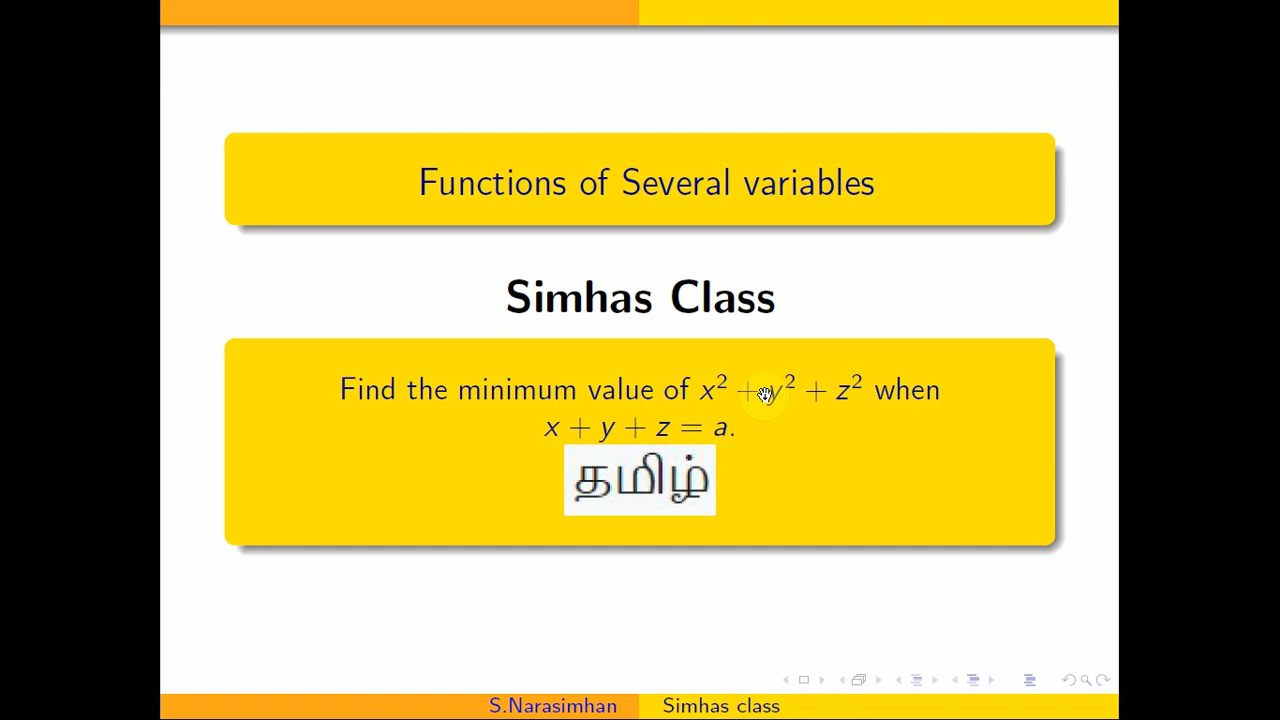 Functions of Several variables
Simhas Class
Find the minimum value of x² + y² + z² when
x + y + z = a.
தமிழ்
S.Narasimhan Simhas class